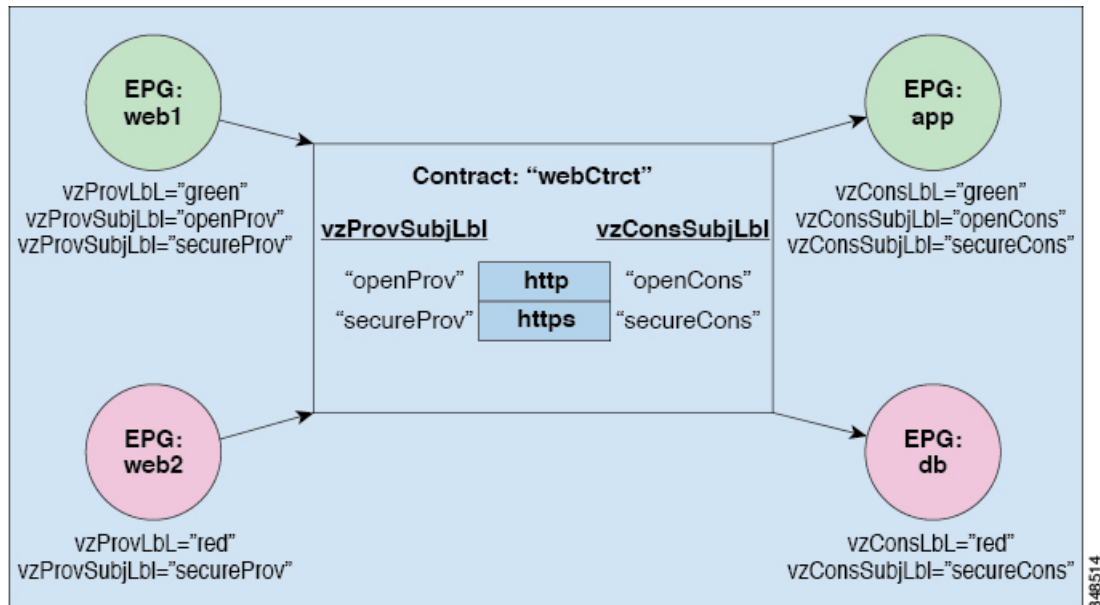 EPG:
web1
vzProvLbL="green"
vzProvSubjLbl="openProv"
vzProvSubjLbl="secureProv"
EPG:
app
vzConsLbL="green"
vzConsSubjLbl="openCons"
vzConsSubjLbl="secureCons"
Contract: “webCtrct”
vzProvSubjLbl vzConsSubjLbl
“openProv” http “openCons”
“secureProv” https “secureCons”
EPG:
web2
vzProvLbL=”red”
vzProvSubjLbl=”secureProv”
EPG:
db
vzConsLbL=”red”
vzConsSubjLbl=”secureCons”
348514